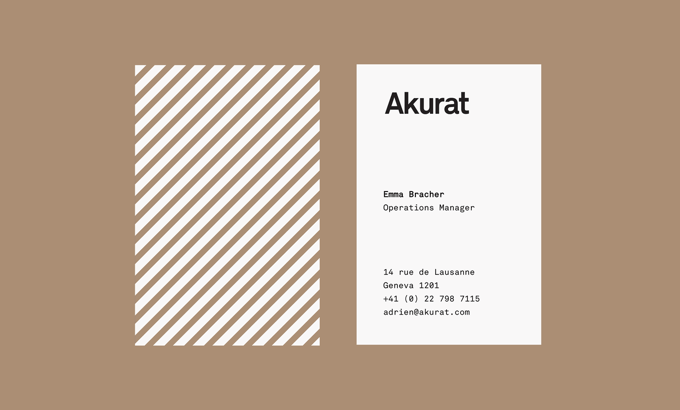 Akurat
Emma Bracher
Operations Manager
14 rue de Lausanne
Geneva 1201
+41 (0) 22 798 7115
adrien@akurat.com